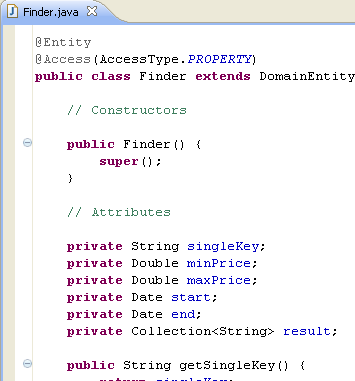 Finder.java
@Entity
@Access(AccessType.PROPERTY)
public class Finder extends DomainEntity
// Constructors
public Finder() {
super();
}
// Attributes
private String singleKey;
private Double minPrice;
private Double maxPrice;
private Date start;
private Date end;
private Collection<String> result;
public String getSingleKey() {
return singleKey;